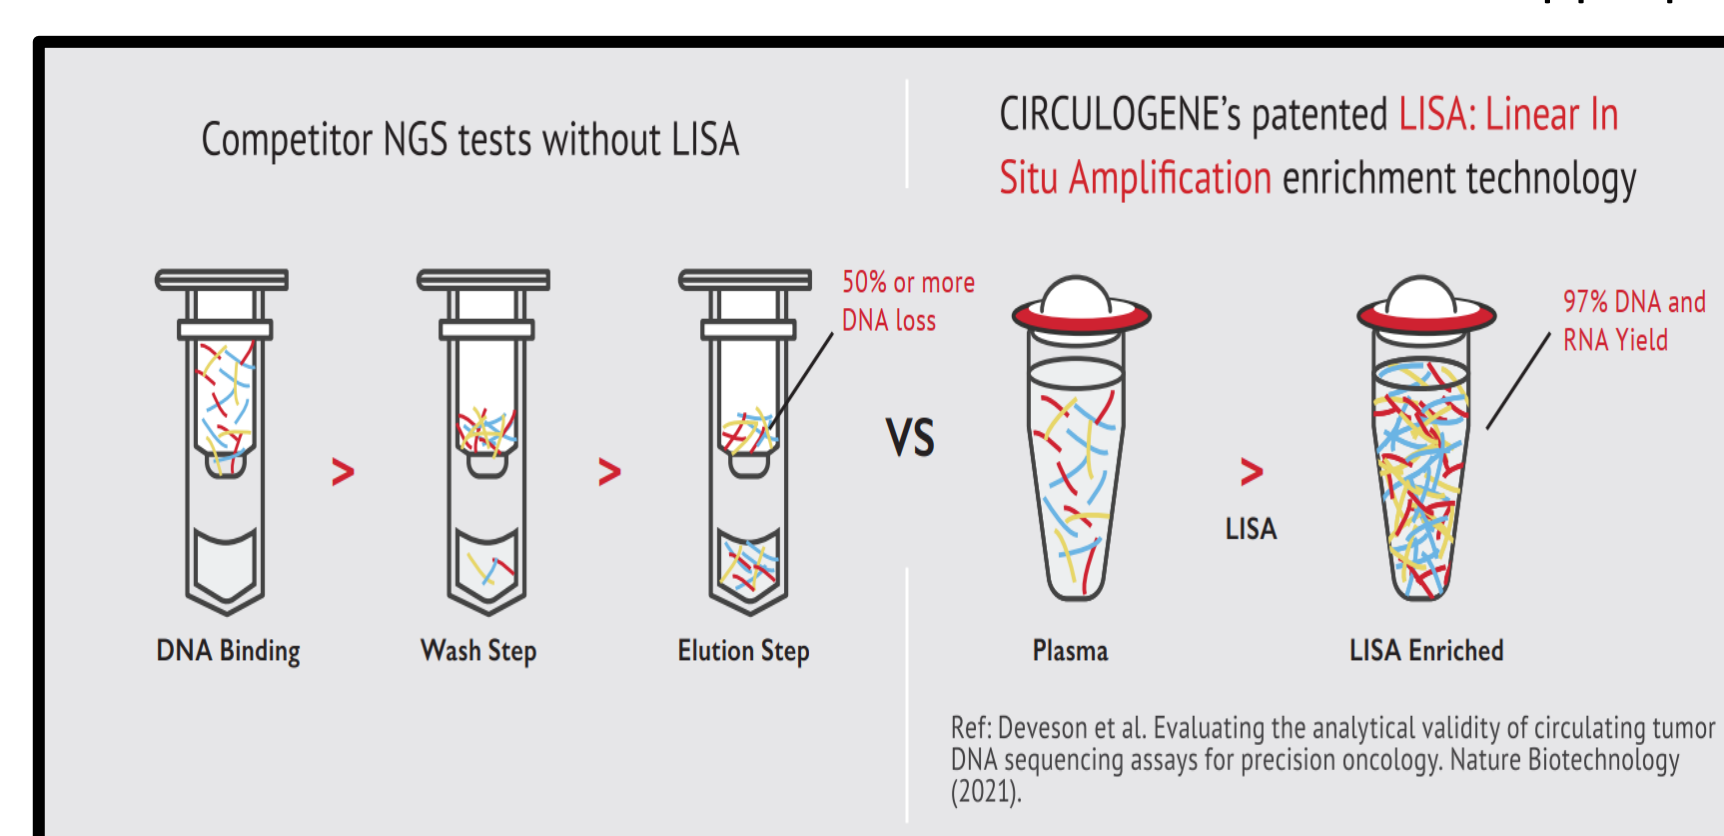 Competitor NGS tests without LISA
CIRCULOGENE's patented LISA: Linear In
Situ Amplification enrichment technology
50% or more
DNA loss
97% DNA and
RNA Yield
VS
>
>
>
LISA
DNA Binding
Wash Step
Elution Step
Plasma
LISA Enriched
Ref: Deveson et al. Evaluating the analytical validity of circulating tumor
DNA sequencing assays for precision oncology. Nature Biotechnology
(2021).